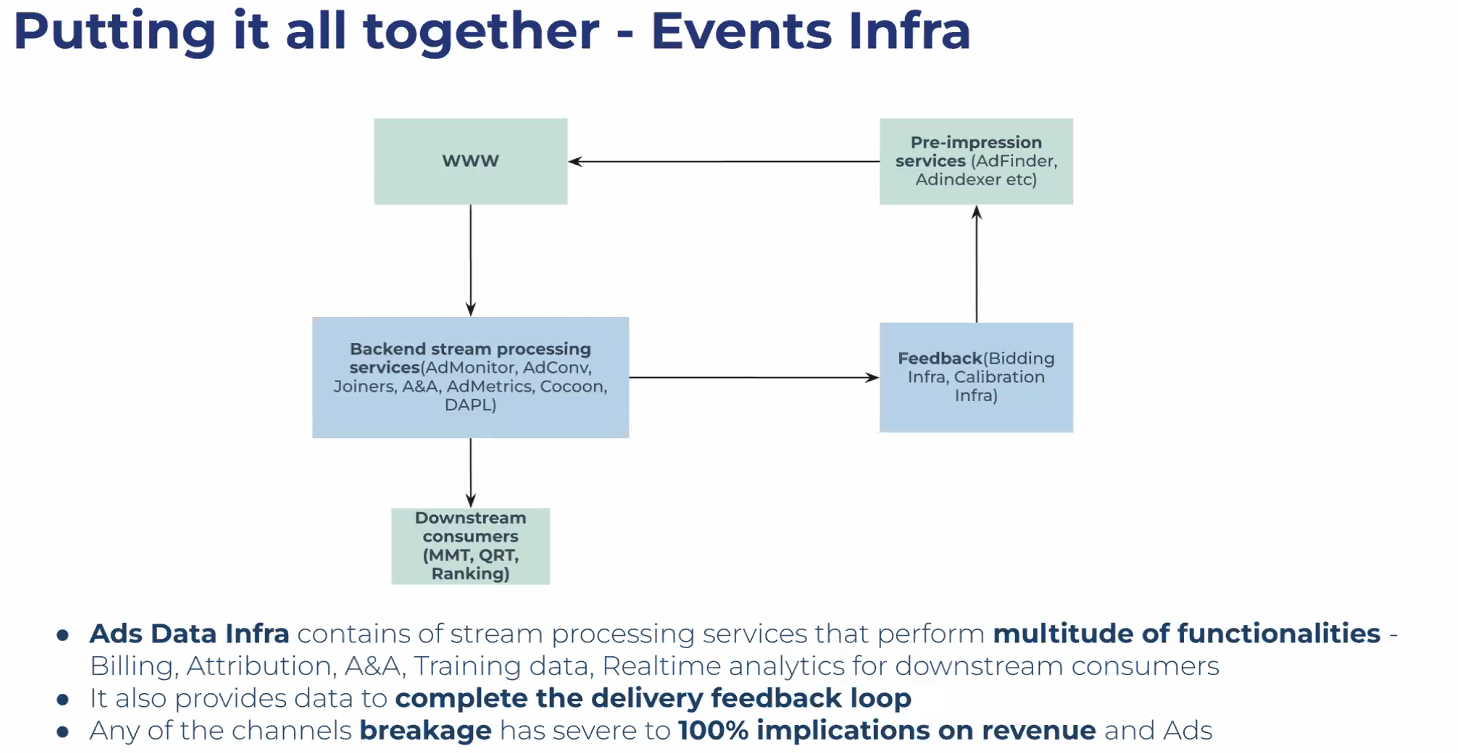 Putting it all together - Events Infra
WWW
Pre-impression
services (AdFinder,
Adindexer etc)
Backend stream processing
services(AdMonitor, AdConv,
Joiners, A&A, AdMetrics, Cocoon,
DAPL)
Feedback(Bidding
Infra, Calibration
Infra)
Downstream
consumers
(MMT, QRT,
Ranking)
● Ads Data Infra contains of stream processing services that perform multitude of functionalities -
Billing, Attribution, A&A, Training data, Realtime analytics for downstream consumers
● It also provides data to complete the delivery feedback loop
● Any of the channels breakage has severe to 100% implications on revenue and Ads